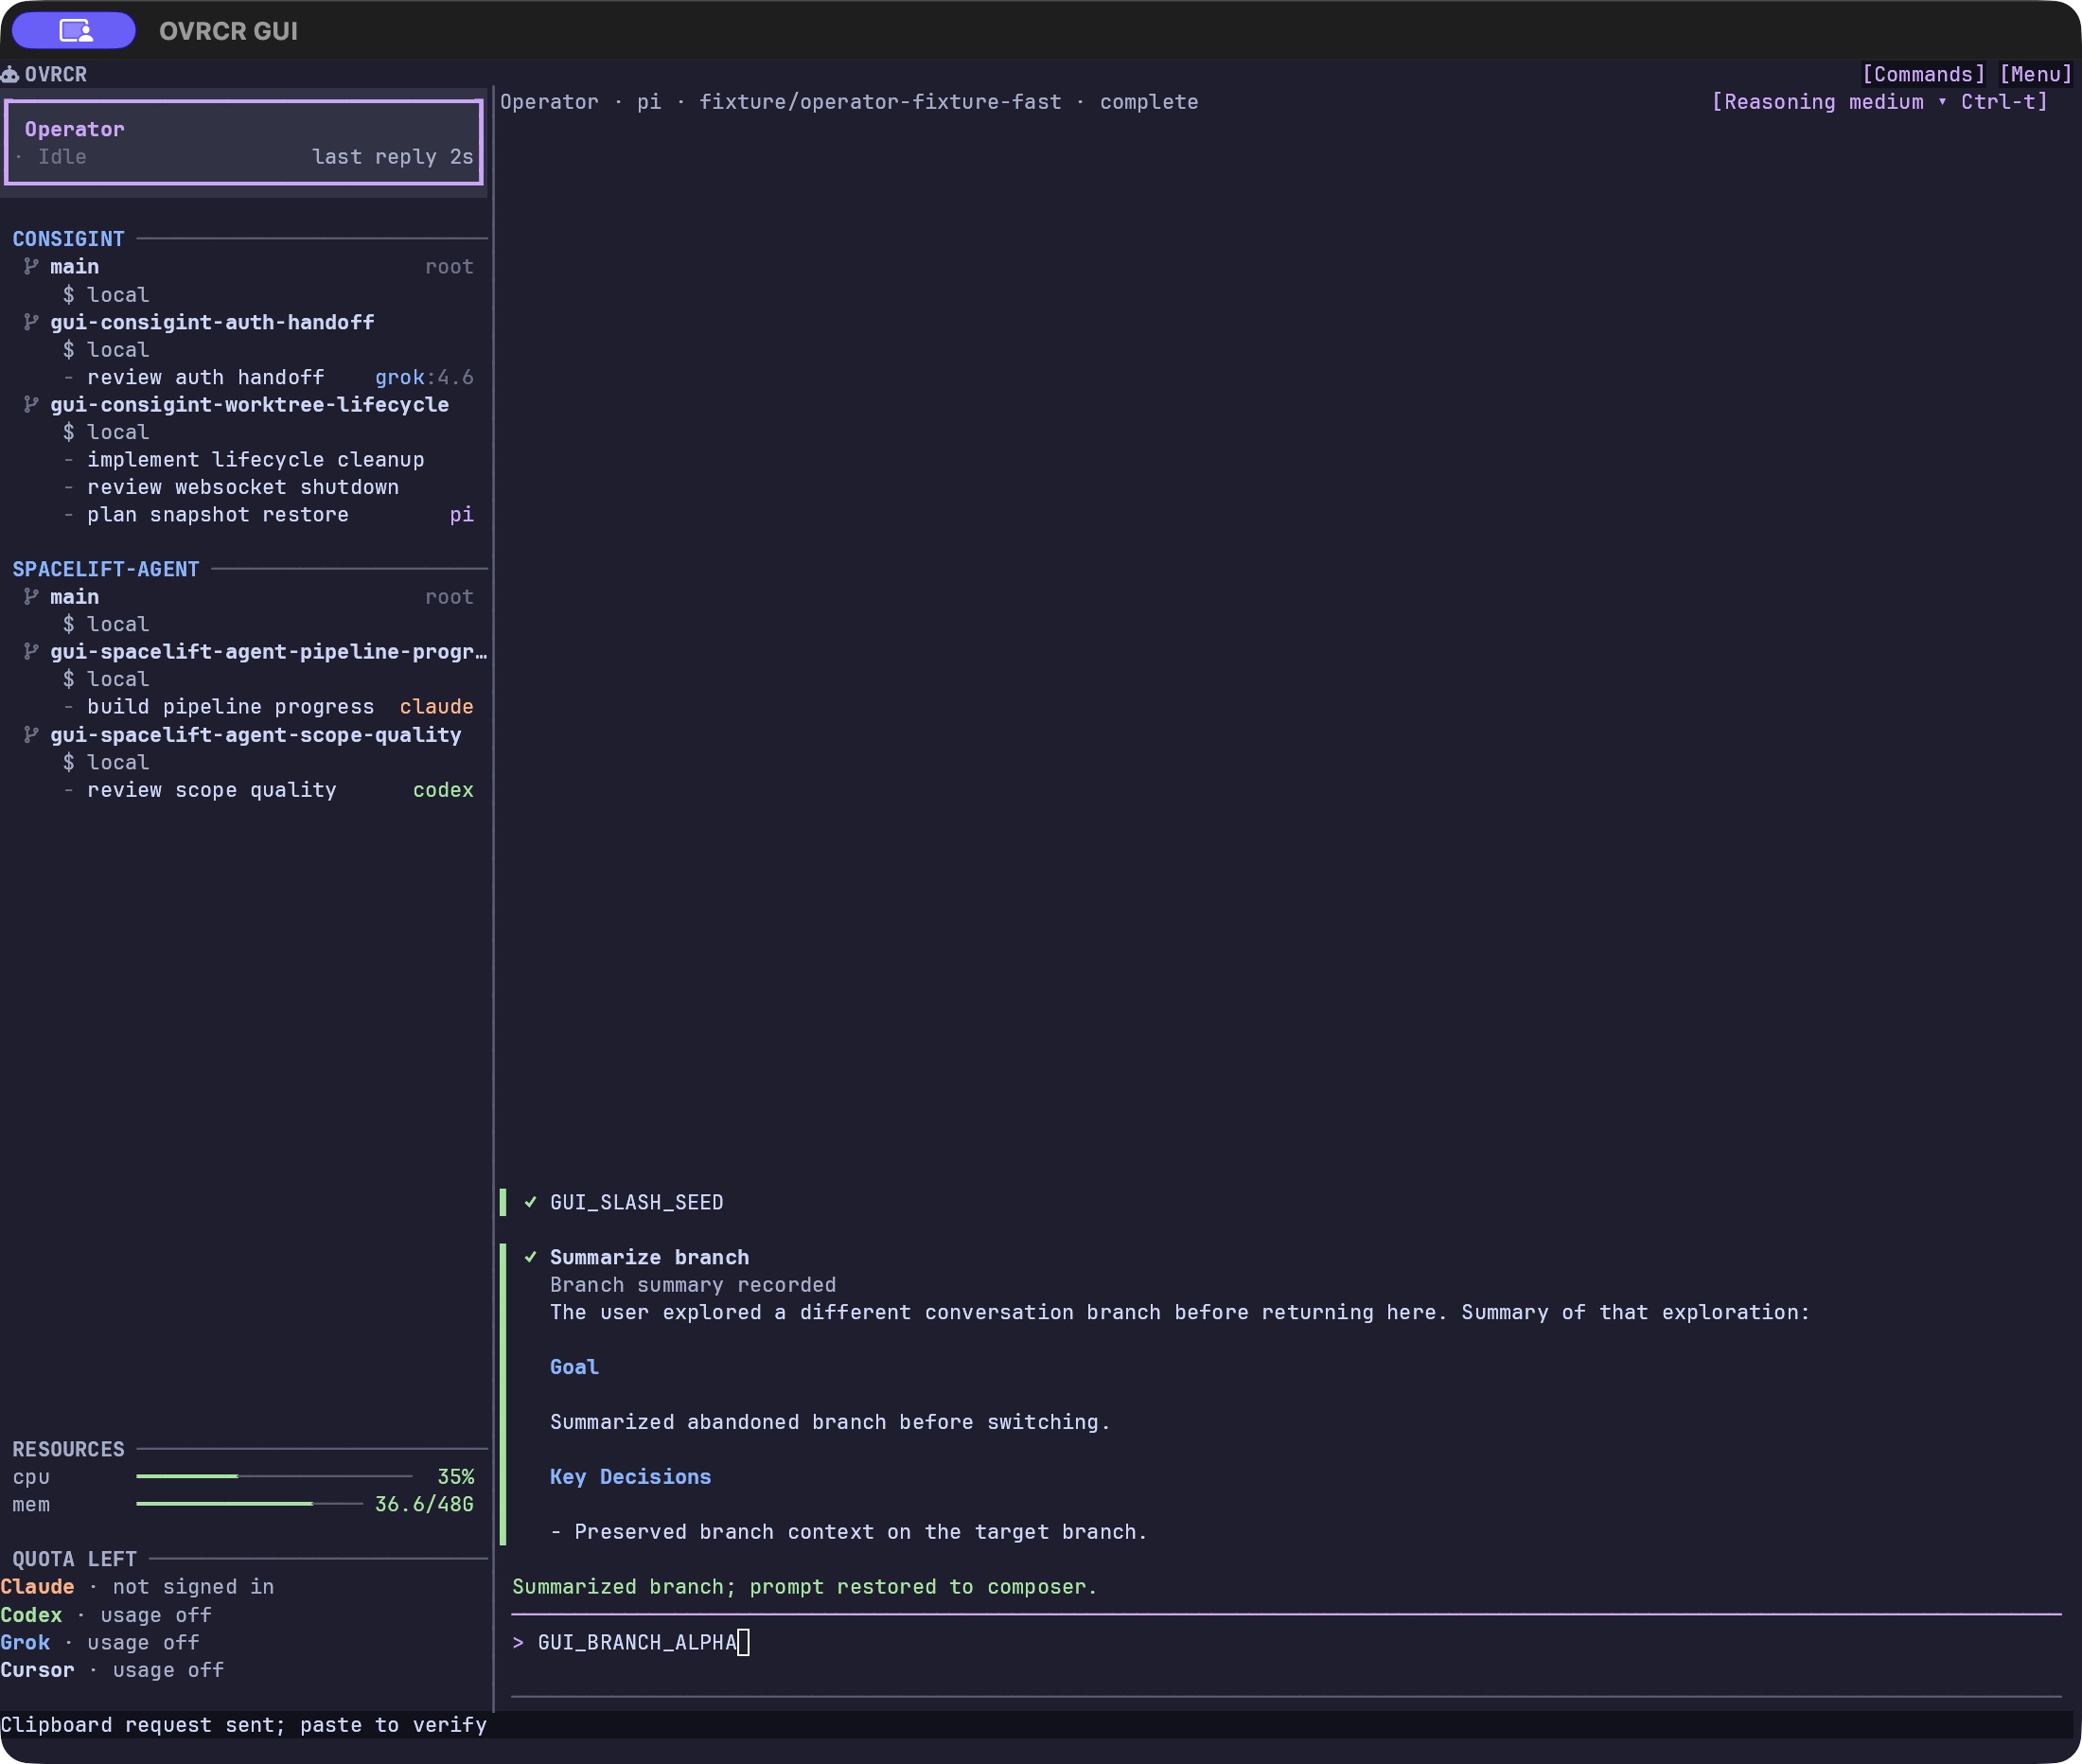 OVRCR GUI
OVRCR
[Commands] [Menu]
Operator
· Idle last reply 2s
CONSIGINT
main root
$ local
gui-consigint-auth-handoff
$ local
- review auth handoff grok:4.6
gui-consigint-worktree-lifecycle
$ local
- implement lifecycle cleanup
- review websocket shutdown
- plan snapshot restore pi
SPACELIFT-AGENT
main root
$ local
gui-spacelift-agent-pipeline-progr…
$ local
- build pipeline progress claude
gui-spacelift-agent-scope-quality
$ local
- review scope quality codex
RESOURCES
cpu 35%
mem 36.6/48G
QUOTA LEFT
Claude · not signed in
Codex · usage off
Grok · usage off
Cursor · usage off
Operator · pi · fixture/operator-fixture-fast · complete
[Reasoning medium ▾ Ctrl-t]
✓ GUI_SLASH_SEED
✓ Summarize branch
Branch summary recorded
The user explored a different conversation branch before returning here. Summary of that exploration:
Goal
Summarized abandoned branch before switching.
Key Decisions
- Preserved branch context on the target branch.
Summarized branch; prompt restored to composer.
> GUI_BRANCH_ALPHA
Clipboard request sent; paste to verify